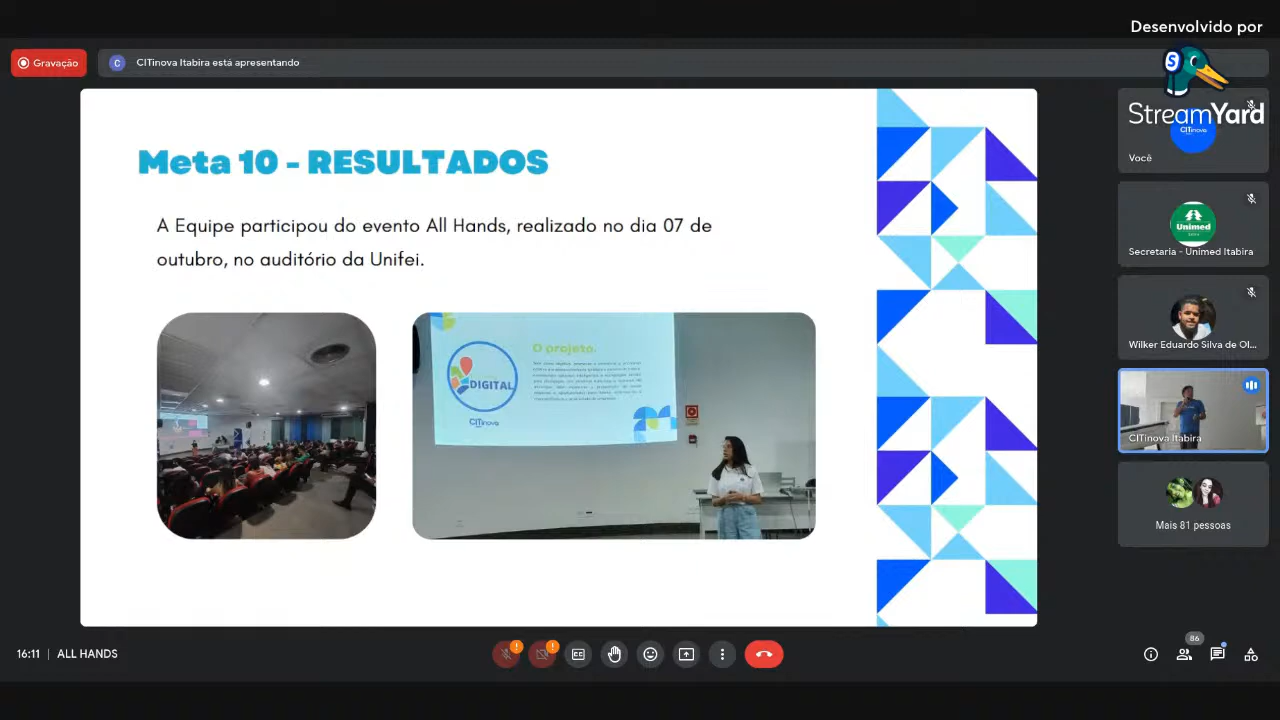 Desenvolvido por
StreamYard
Gravação
C
CITinova Itabira está apresentando
Meta 10 - RESULTADOS
A Equipe participou do evento All Hands, realizado no dia 07 de
outubro, no auditório da Unifei.
O projeto.
DIGITAL
CITinova
CITinova
Você
Unimed
Secretaria - Unimed Itabira
Wilker Eduardo Silva de Ol...
CITinova Itabira
Mais 81 pessoas
16:11 | ALL HANDS
86